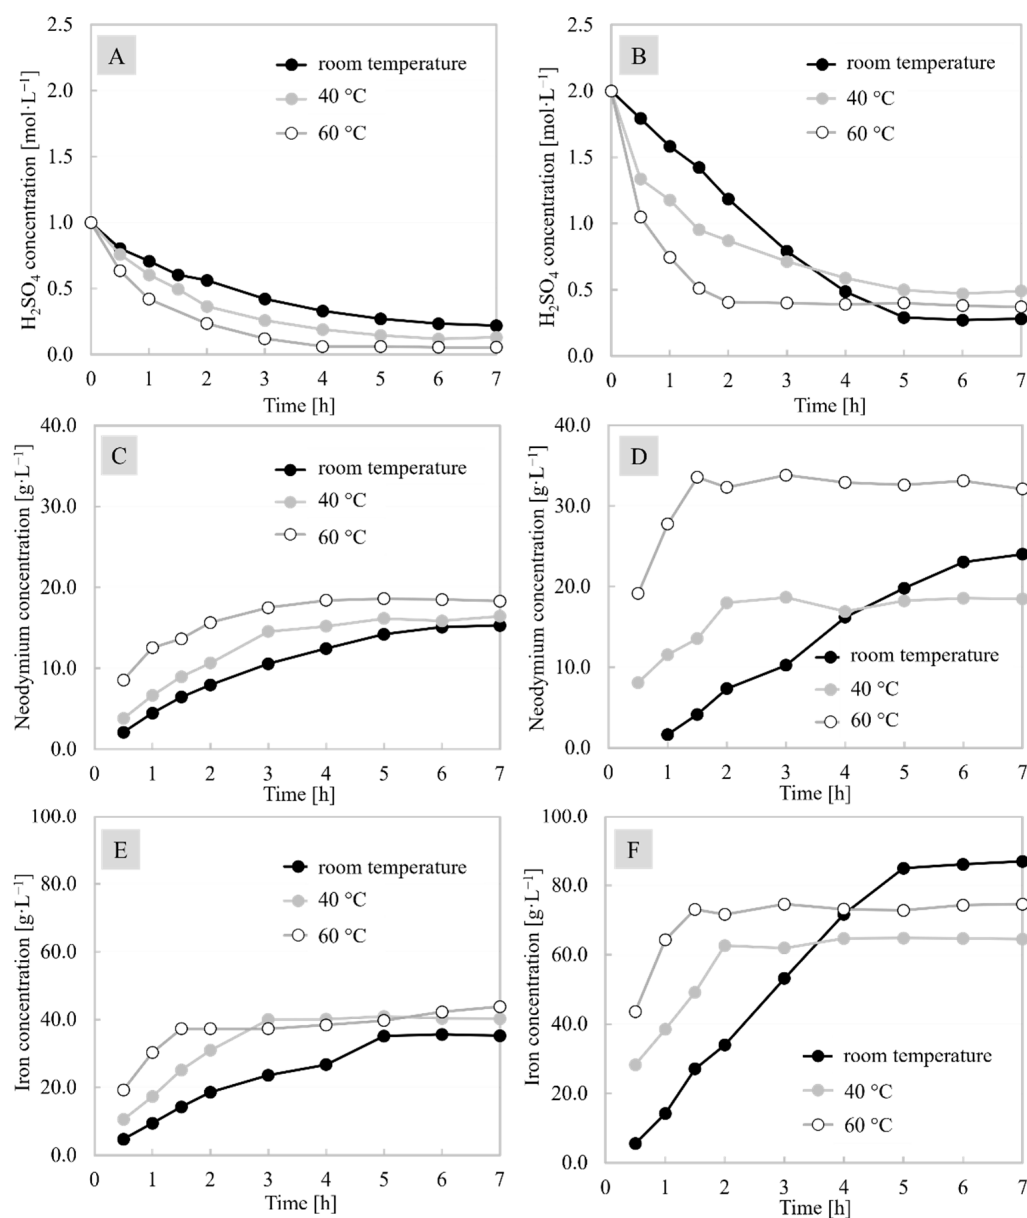 A
room temperature
40 °C
60 °C
H₂SO₄ concentration [mol·L⁻¹]
2.5
2.0
1.5
1.0
0.5
0.0
0 1 2 3 4 5 6 7
Time [h]
B
room temperature
40 °C
60 °C
H₂SO₄ concentration [mol·L⁻¹]
2.5
2.0
1.5
1.0
0.5
0.0
0 1 2 3 4 5 6 7
Time [h]
C
room temperature
40 °C
60 °C
Neodymium concentration [g·L⁻¹]
40.0
30.0
20.0
10.0
0.0
0 1 2 3 4 5 6 7
Time [h]
D
room temperature
40 °C
60 °C
Neodymium concentration [g·L⁻¹]
40.0
30.0
20.0
10.0
0.0
0 1 2 3 4 5 6 7
Time [h]
E
room temperature
40 °C
60 °C
Iron concentration [g·L⁻¹]
100.0
80.0
60.0
40.0
20.0
0.0
0 1 2 3 4 5 6 7
Time [h]
F
room temperature
40 °C
60 °C
Iron concentration [g·L⁻¹]
100.0
80.0
60.0
40.0
20.0
0.0
0 1 2 3 4 5 6 7
Time [h]